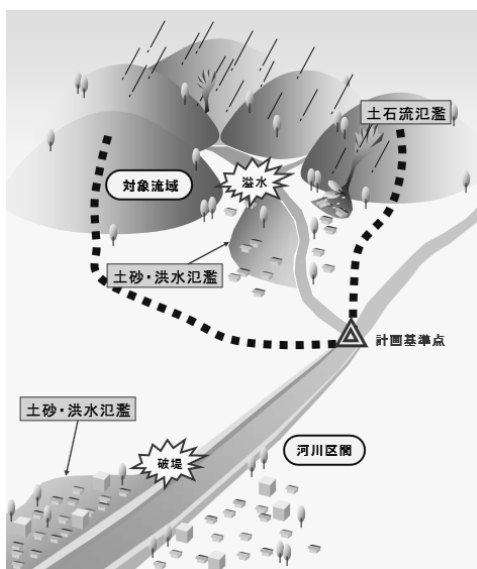 土石流氾濫
対象流域
溢水
土砂・洪水氾濫
計画基準点
土砂・洪水氾濫
破堤
河川区間